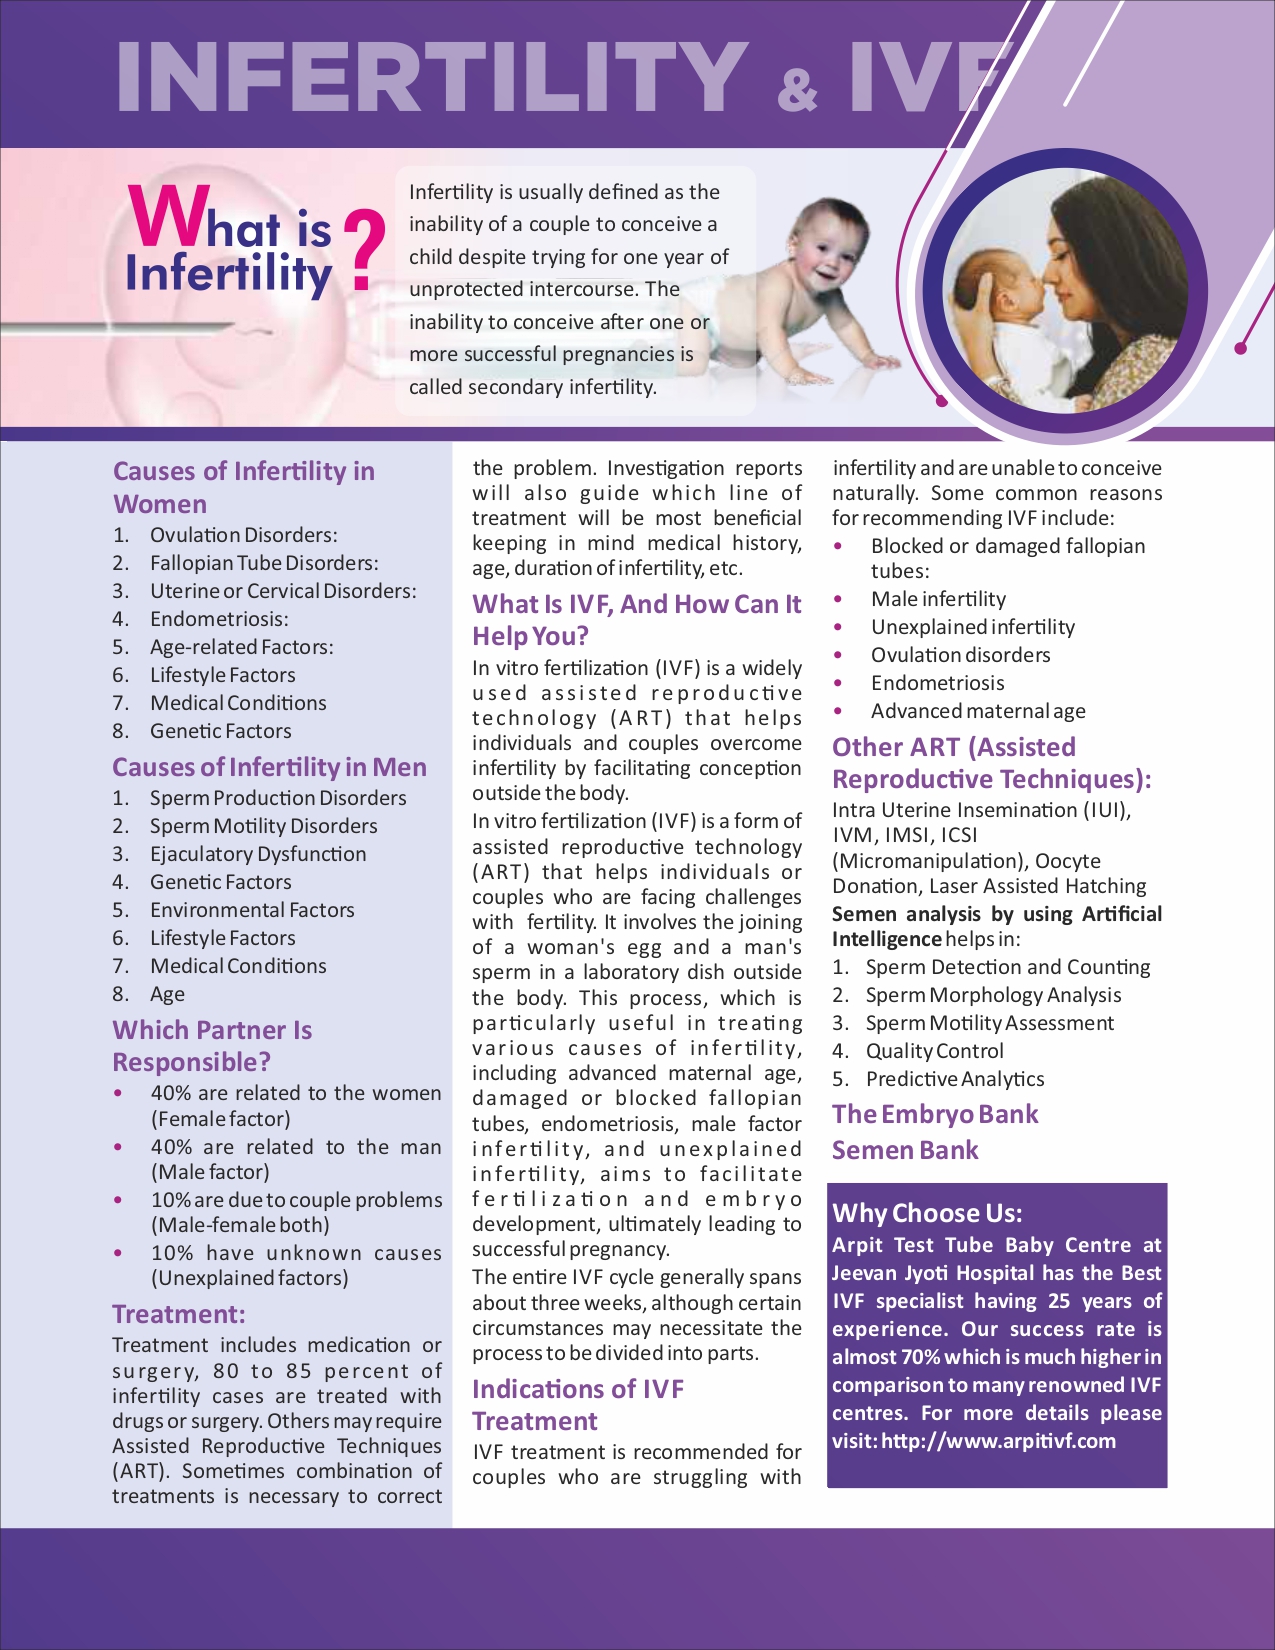 INFERTILITY & IVF
What is
Infertility?
Infertility is usually defined as the
inability of a couple to conceive a
child despite trying for one year of
unprotected intercourse. The
inability to conceive after one or
more successful pregnancies is
called secondary infertility.
Causes of Infertility in
Women
1. Ovulation Disorders:
2. Fallopian Tube Disorders:
3. Uterine or Cervical Disorders:
4. Endometriosis:
5. Age-related Factors:
6. Lifestyle Factors
7. Medical Conditions
8. Genetic Factors
Causes of Infertility in Men
1. Sperm Production Disorders
2. Sperm Motility Disorders
3. Ejaculatory Dysfunction
4. Genetic Factors
5. Environmental Factors
6. Lifestyle Factors
7. Medical Conditions
8. Age
Which Partner Is
Responsible?
• 40% are related to the women
(Female factor)
• 40% are related to the man
(Male factor)
• 10% are due to couple problems
(Male-female both)
• 10% have unknown causes
(Unexplained factors)
Treatment:
Treatment includes medication or
surgery, 80 to 85 percent of
infertility cases are treated with
drugs or surgery. Others may require
Assisted Reproductive Techniques
(ART). Sometimes combination of
treatments is necessary to correct
the problem. Investigation reports
will also guide which line of
treatment will be most beneficial
keeping in mind medical history,
age, duration of infertility, etc.
What Is IVF, And How Can It
Help You?
In vitro fertilization (IVF) is a widely
used assisted reproductive
technology (ART) that helps
individuals and couples overcome
infertility by facilitating conception
outside the body.
In vitro fertilization (IVF) is a form of
assisted reproductive technology
(ART) that helps individuals or
couples who are facing challenges
with fertility. It involves the joining
of a woman's egg and a man's
sperm in a laboratory dish outside
the body. This process, which is
particularly useful in treating
various causes of infertility,
including advanced maternal age,
damaged or blocked fallopian
tubes, endometriosis, male factor
infertility, and unexplained
infertility, aims to facilitate
fertilization and embryo
development, ultimately leading to
successful pregnancy.
The entire IVF cycle generally spans
about three weeks, although certain
circumstances may necessitate the
process to be divided into parts.
Indications of IVF
Treatment
IVF treatment is recommended for
couples who are struggling with
infertility and are unable to conceive
naturally. Some common reasons
for recommending IVF include:
• Blocked or damaged fallopian
tubes:
• Male infertility
• Unexplained infertility
• Ovulation disorders
• Endometriosis
• Advanced maternal age
Other ART (Assisted
Reproductive Techniques):
Intra Uterine Insemination (IUI),
IVM, IMSI, ICSI
(Micromanipulation), Oocyte
Donation, Laser Assisted Hatching
Semen analysis by using Artificial
Intelligence helps in:
1. Sperm Detection and Counting
2. Sperm Morphology Analysis
3. Sperm Motility Assessment
4. Quality Control
5. Predictive Analytics
The Embryo Bank
Semen Bank
Why Choose Us:
Arpit Test Tube Baby Centre at
Jeevan Jyoti Hospital has the Best
IVF specialist having 25 years of
experience. Our success rate is
almost 70% which is much higher in
comparison to many renowned IVF
centres. For more details please
visit: http://www.arpitivf.com